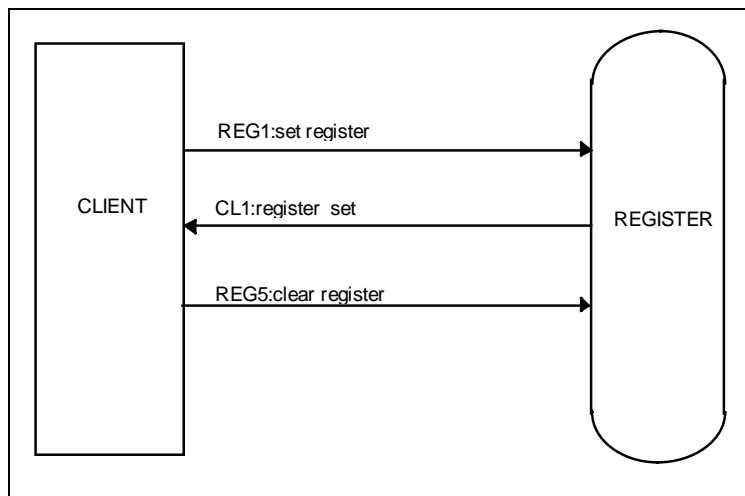 REG1:set register
CLIENT
CL1:register set
REGISTER
REG5:clear register